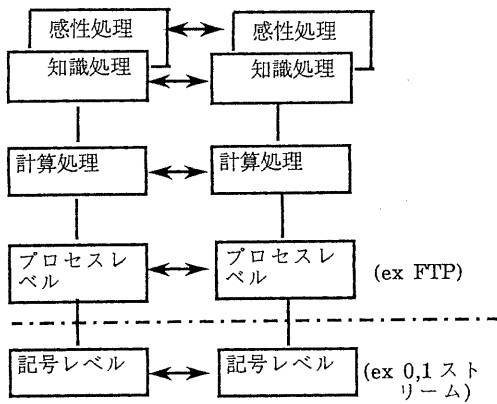 感性処理 感性処理
知識処理 知識処理
計算処理 計算処理
プロセスレ プロセスレ
ベル ベル (ex FTP)
記号レベル 記号レベル (ex 0,1 スト
リーム)